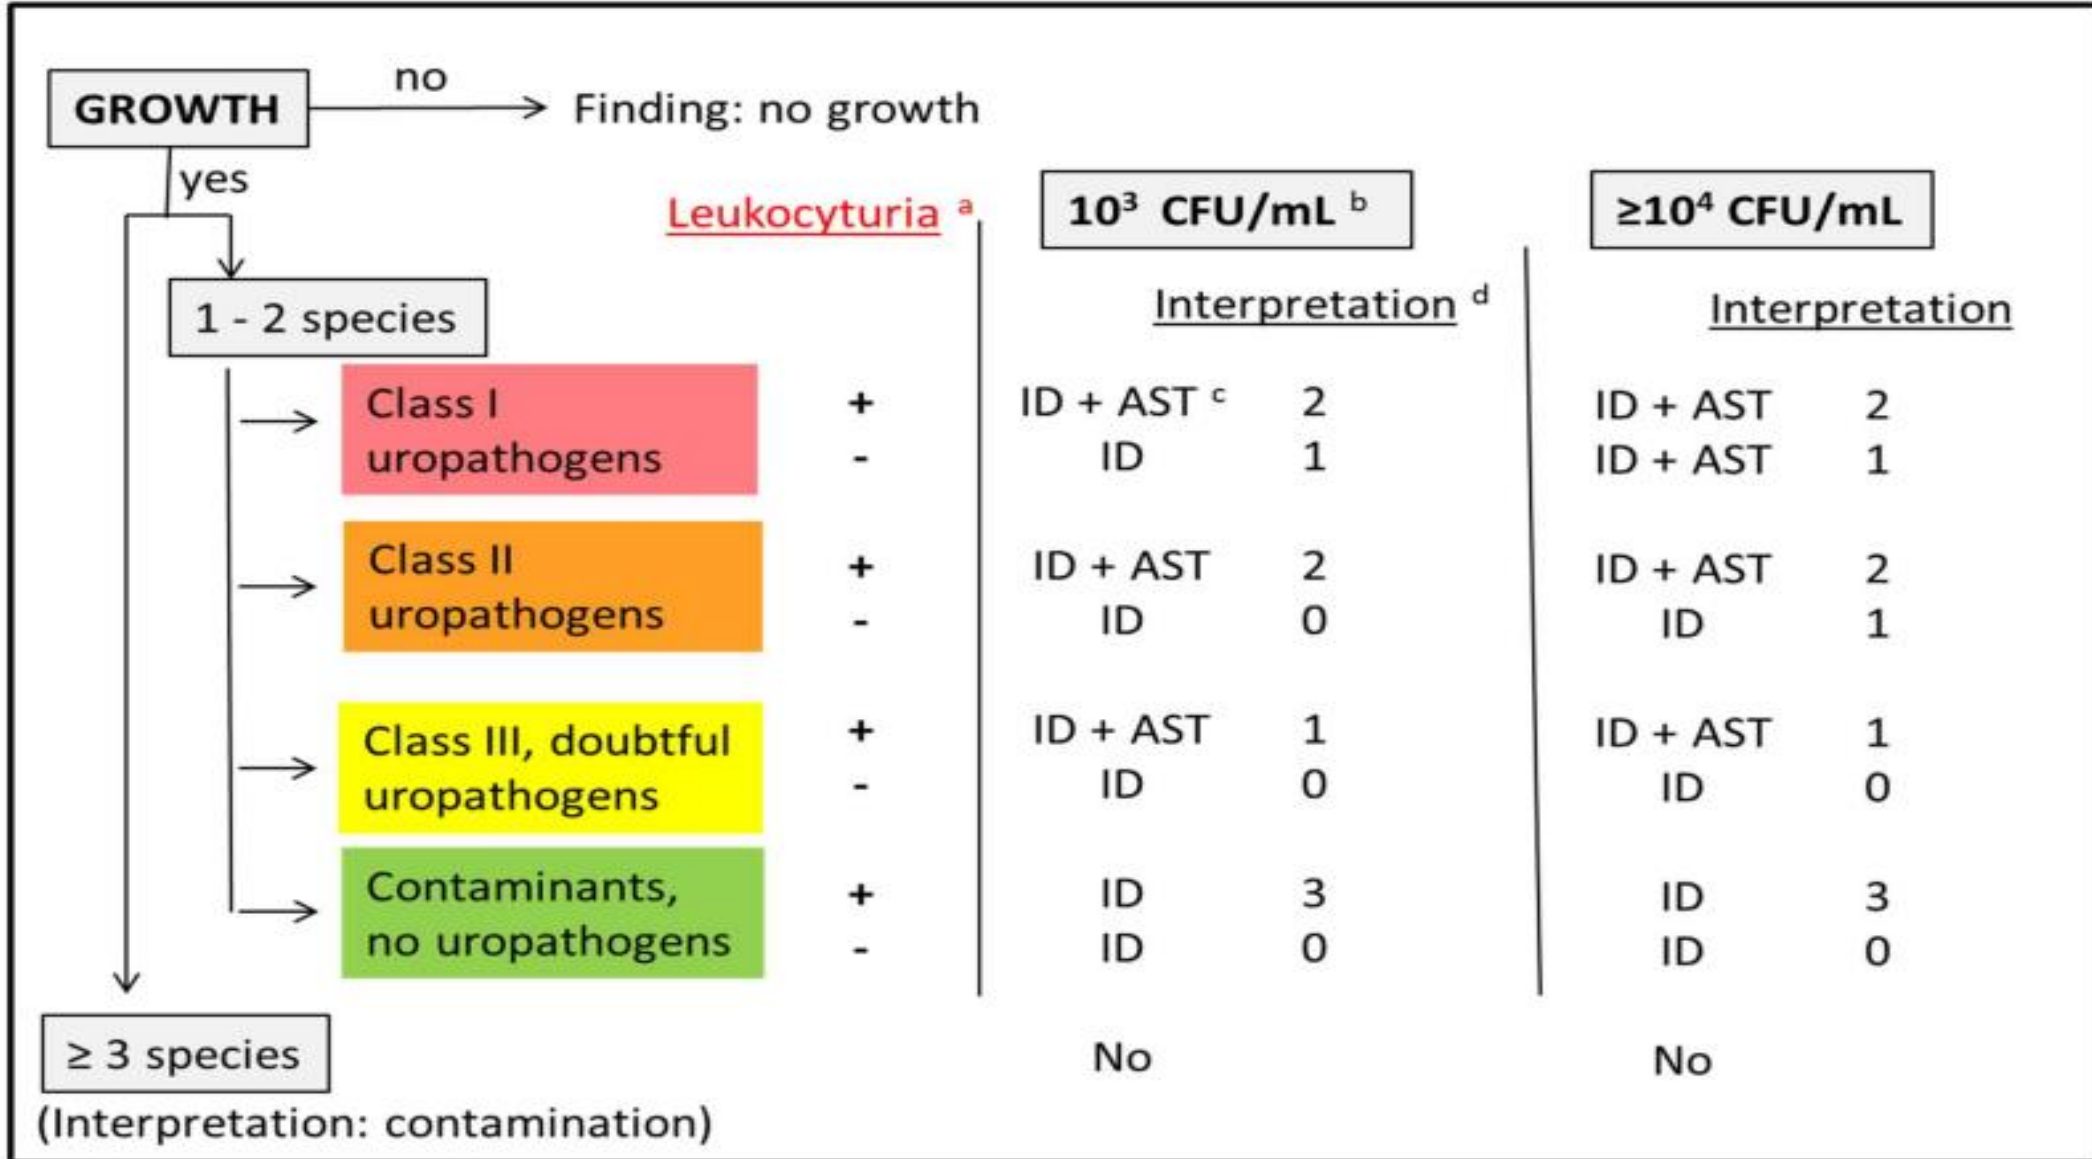 GROWTH
no
Finding: no growth
yes
Leukocyturia a
10³ CFU/mL b
≥10⁴ CFU/mL
1 - 2 species
Interpretation d
Interpretation
Class I
uropathogens
+ ID + AST c 2 ID + AST 2
- ID 1 ID + AST 1
Class II
uropathogens
+ ID + AST 2 ID + AST 2
- ID 0 ID 1
Class III, doubtful
uropathogens
+ ID + AST 1 ID + AST 1
- ID 0 ID 0
Contaminants,
no uropathogens
+ ID 3 ID 3
- ID 0 ID 0
≥ 3 species
No No
(Interpretation: contamination)